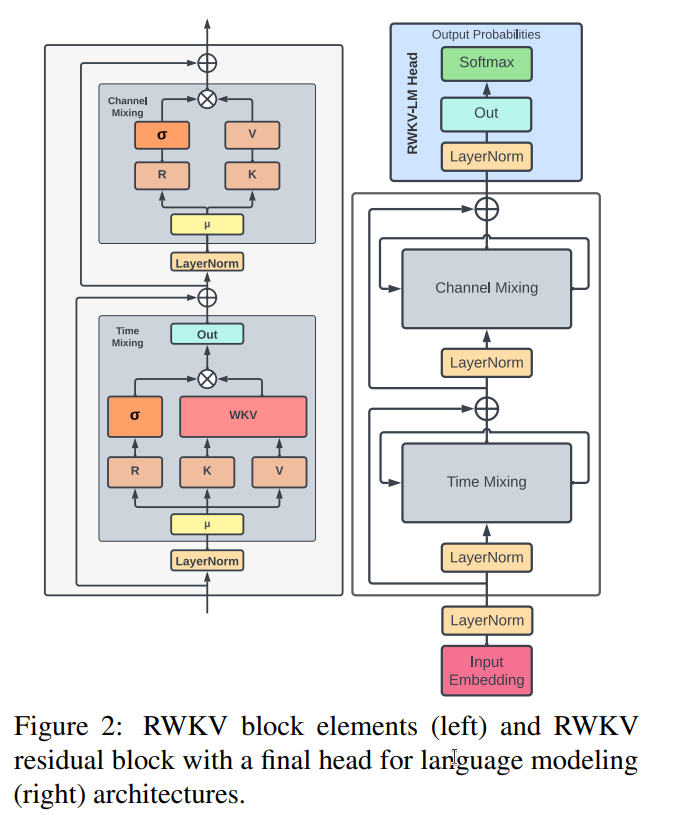 Channel
Mixing
σ
V
R
K
μ
LayerNorm
Time
Mixing
Out
σ
WKV
R
K
V
μ
LayerNorm
RWKV-LM Head
Output Probabilities
Softmax
Out
LayerNorm
Channel Mixing
LayerNorm
Time Mixing
LayerNorm
LayerNorm
Input
Embedding
Figure 2: RWKV block elements (left) and RWKV
residual block with a final head for language modeling
(right) architectures.